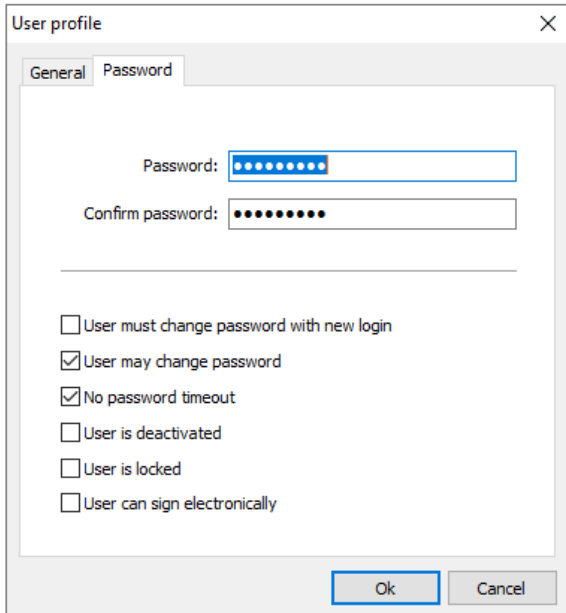 User profile
General Password
Password: ●●●●●●●●●
Confirm password: ●●●●●●●●●
User must change password with new login
User may change password
No password timeout
User is deactivated
User is locked
User can sign electronically
Ok Cancel